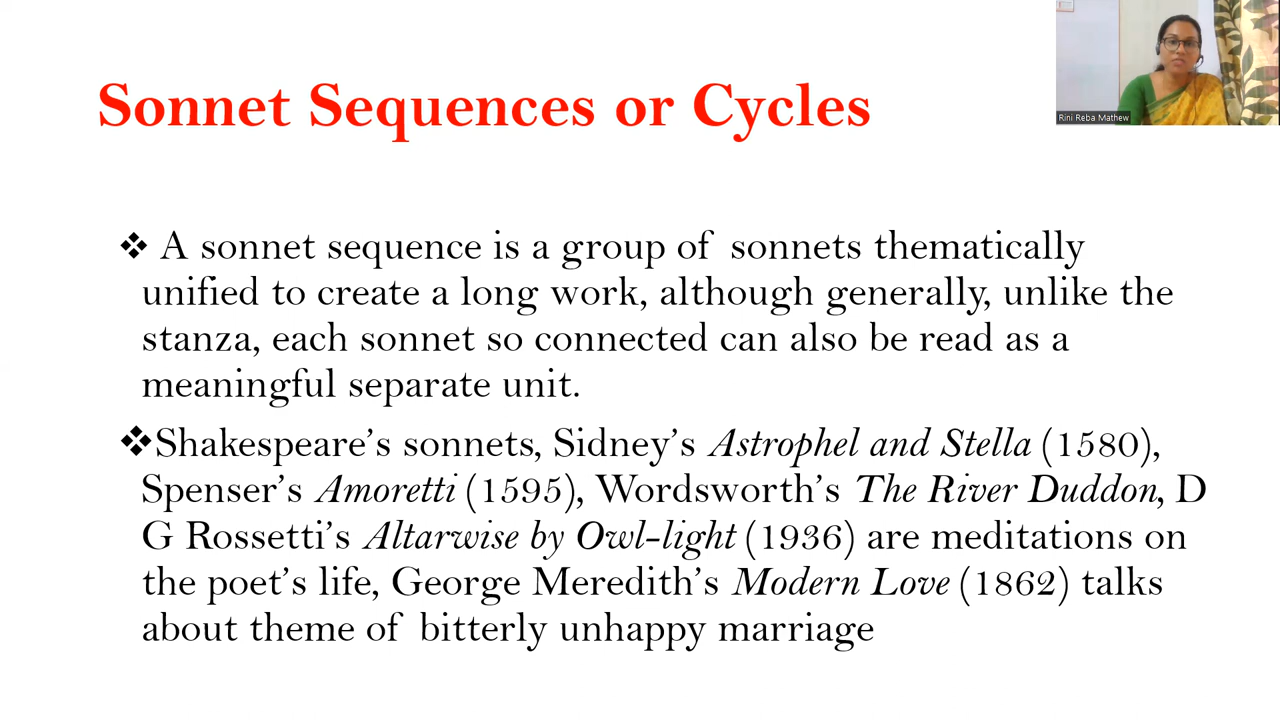 Sonnet Sequences or Cycles
Rini Reba Mathew
❖ A sonnet sequence is a group of sonnets thematically
unified to create a long work, although generally, unlike the
stanza, each sonnet so connected can also be read as a
meaningful separate unit.
❖Shakespeare's sonnets, Sidney's Astrophel and Stella (1580),
Spenser's Amoretti (1595), Wordsworth's The River Duddon, D
G Rossetti's Altarwise by Owl-light (1936) are meditations on
the poet's life, George Meredith's Modern Love (1862) talks
about theme of bitterly unhappy marriage